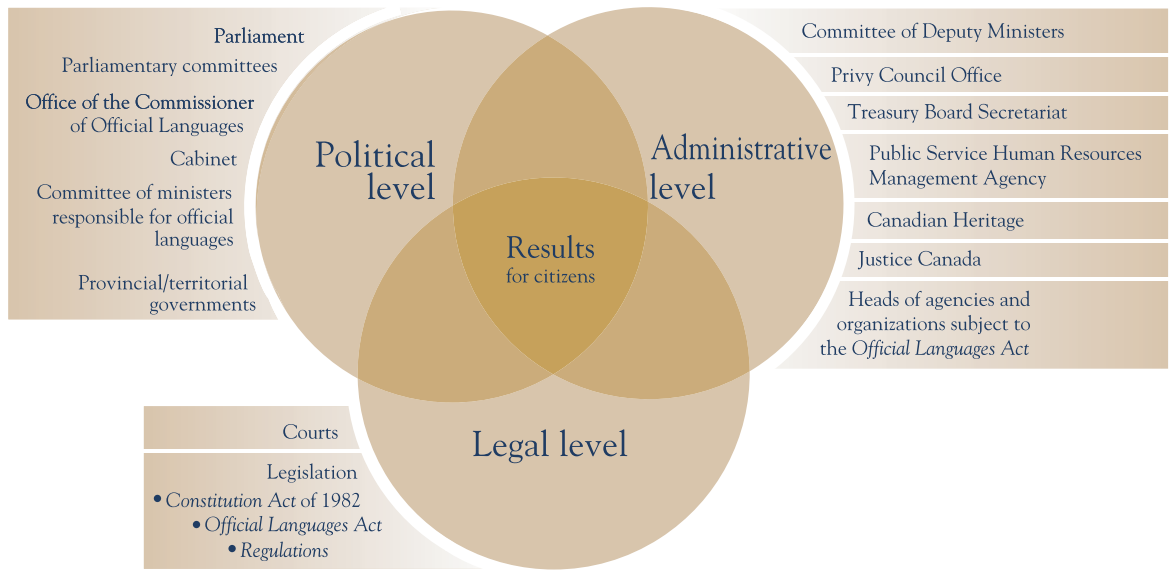 Parliament
Parliamentary committees
Office of the Commissioner
of Official Languages
Cabinet
Committee of ministers
responsible for official
languages
Provincial/territorial
governments
Political
level
Administrative
level
Results
for citizens
Legal level
Committee of Deputy Ministers
Privy Council Office
Treasury Board Secretariat
Public Service Human Resources
Management Agency
Canadian Heritage
Justice Canada
Heads of agencies and
organizations subject to
the Official Languages Act
Courts
Legislation
• Constitution Act of 1982
• Official Languages Act
• Regulations